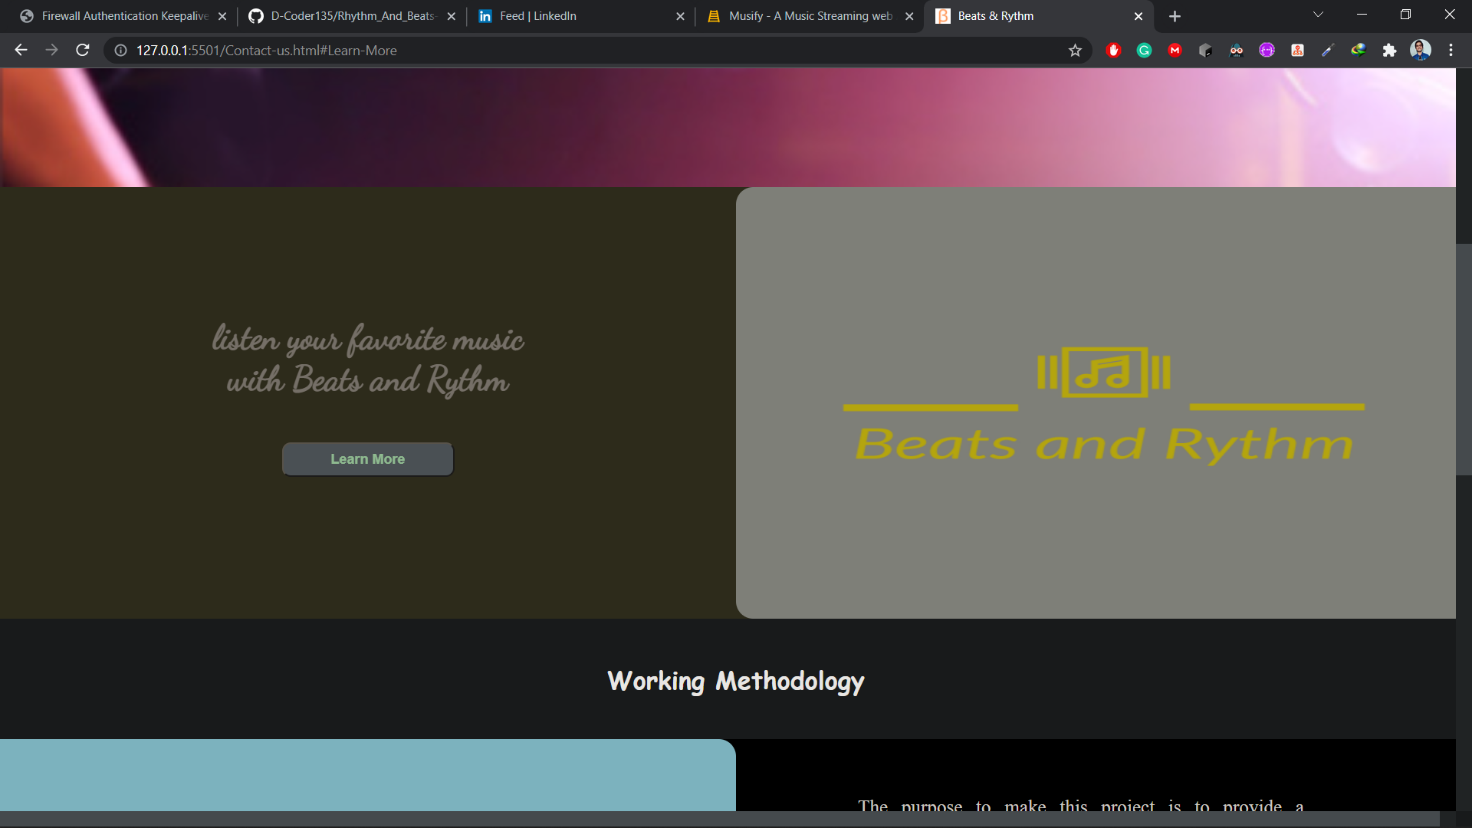 Firewall Authentication Keepalive
D-Coder135/Rhythm_And_Beats-
Feed | LinkedIn
Musify - A Music Streaming web
Beats & Rythm
127.0.0.1:5501/Contact-us.html#Learn-More
listen your favorite music
with Beats and Rythm
Learn More
Beats and Rythm
Working Methodology
The purpose to make this project is to provide a